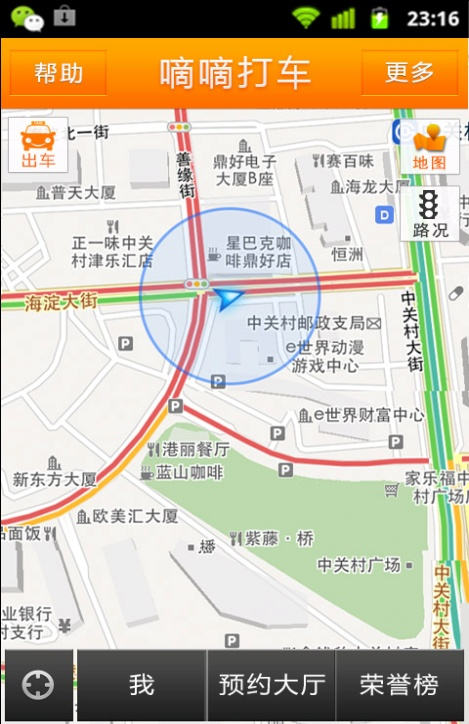 23:16
帮助
嘀嘀打车
更多
出车
比一街
善缘街
鼎好电子
大厦B座
赛百味
地图
普天大厦
海龙大厦
D
路况
正一味中关
村津乐汇店
星巴克咖
啡鼎好店
恒洲
海淀大街
中关村大街
中关村邮政支局
P
e世界动漫
游戏中心
P
P
e世界财富中心
P
P
港丽餐厅
蓝山咖啡
P
新东方大厦
家乐福中
村广场
欧美汇大厦
品面饭
播
紫藤·桥
中关村广场
中关村大街
业业银行
村支行
P
我
预约大厅
荣誉榜